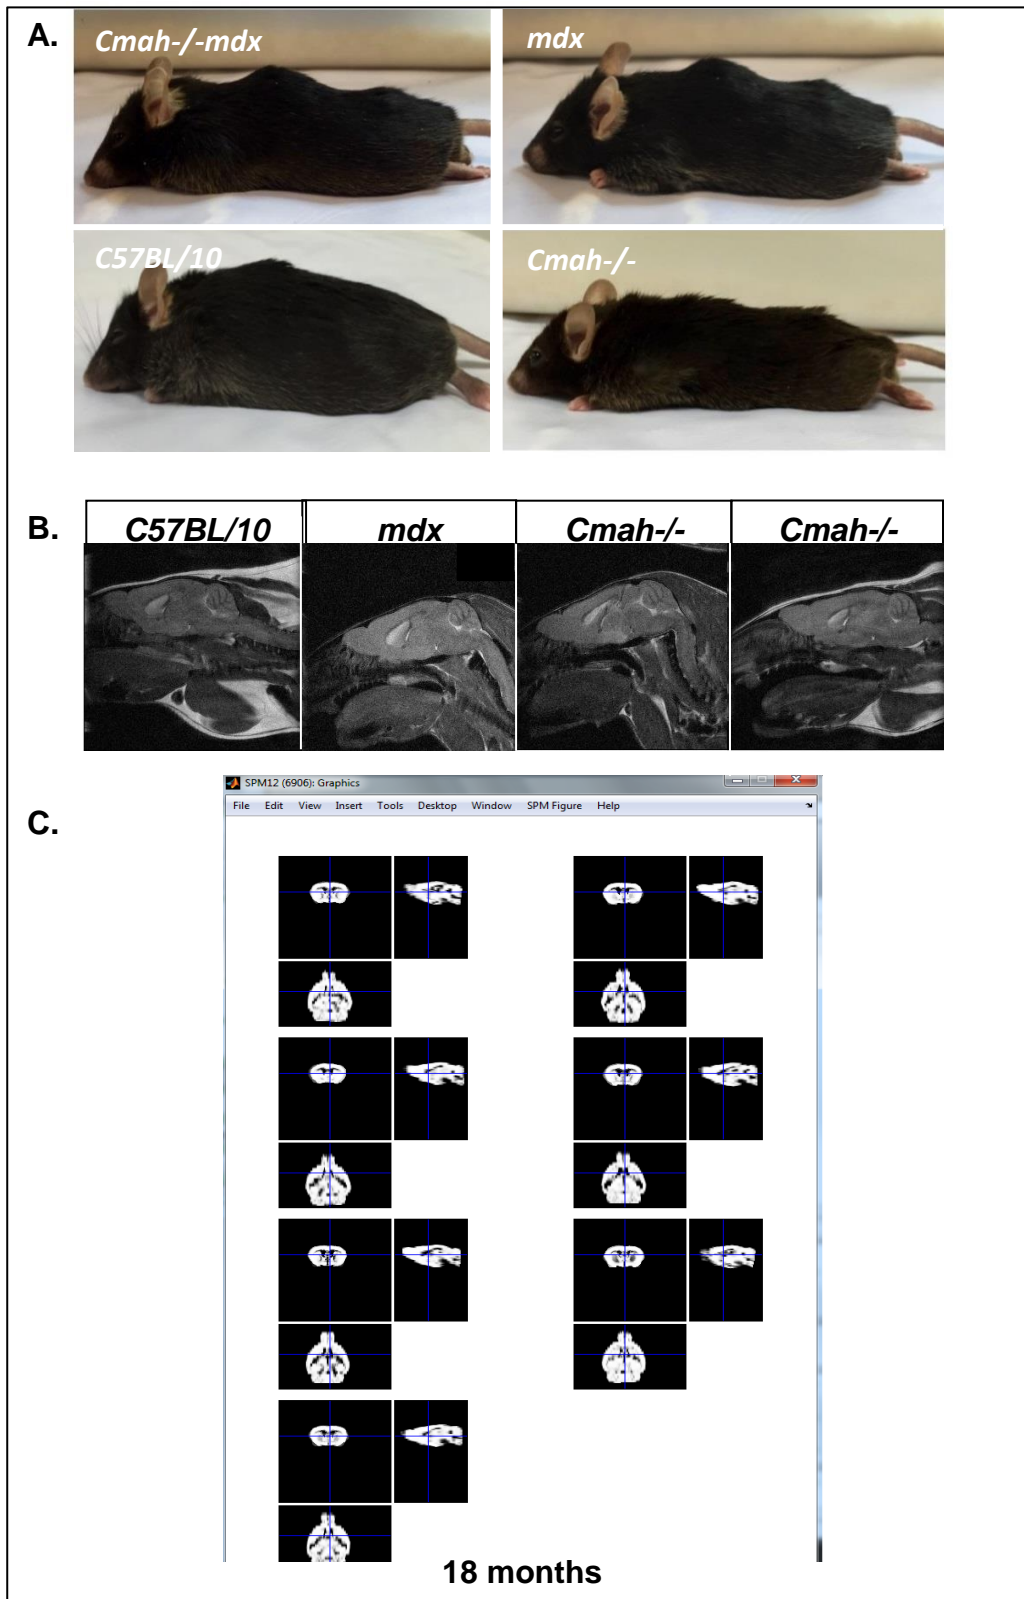 A.
Cmah-/-mdx
mdx
C57BL/10
Cmah-/-
B.
C57BL/10
mdx
Cmah-/-
Cmah-/-
C.
SPM12 (6906): Graphics
File Edit View Insert Tools Desktop Window SPM Figure Help
18 months